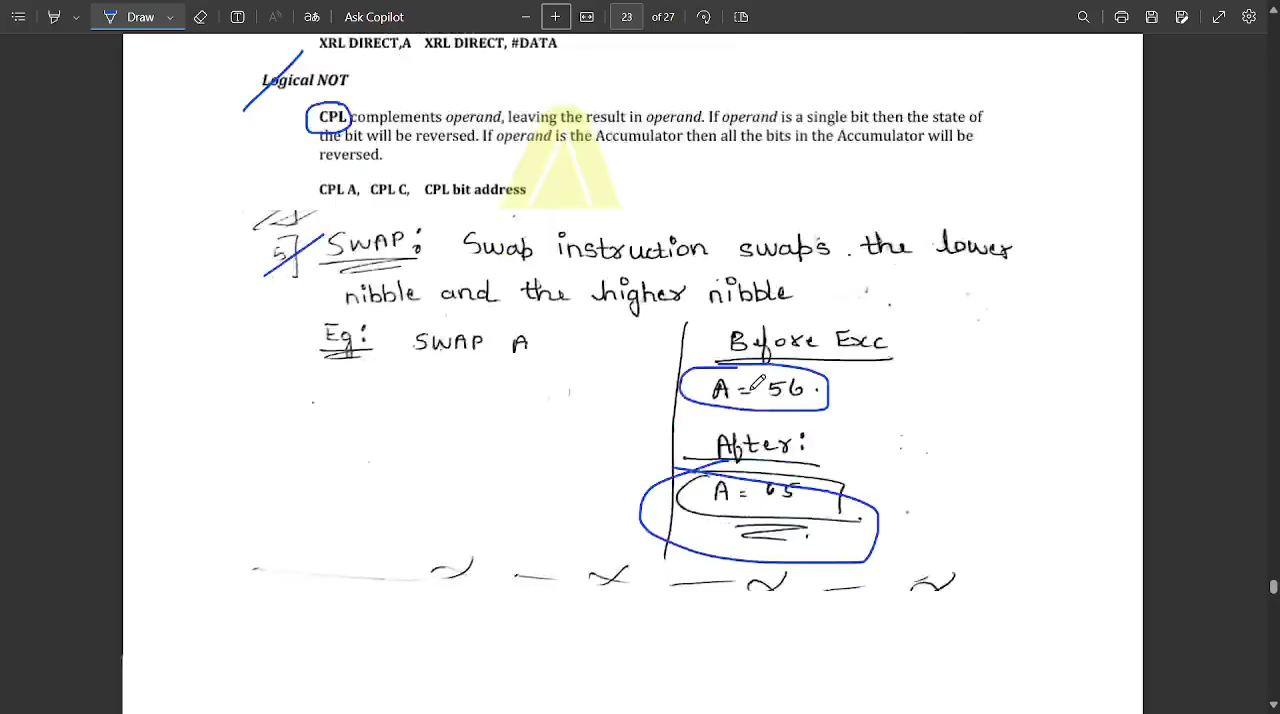 Draw
Ask Copilot
23 of 27
XRL DIRECT,A XRL DIRECT, #DATA
Logical NOT
CPL complements operand, leaving the result in operand. If operand is a single bit then the state of
the bit will be reversed. If operand is the Accumulator then all the bits in the Accumulator will be
reversed.
CPL A, CPL C, CPL bit address
5] SWAP: Swap instruction swaps the lower
nibble and the higher nibble
Eg: SWAP A
Before Exc
A = 56
After:
A = 65